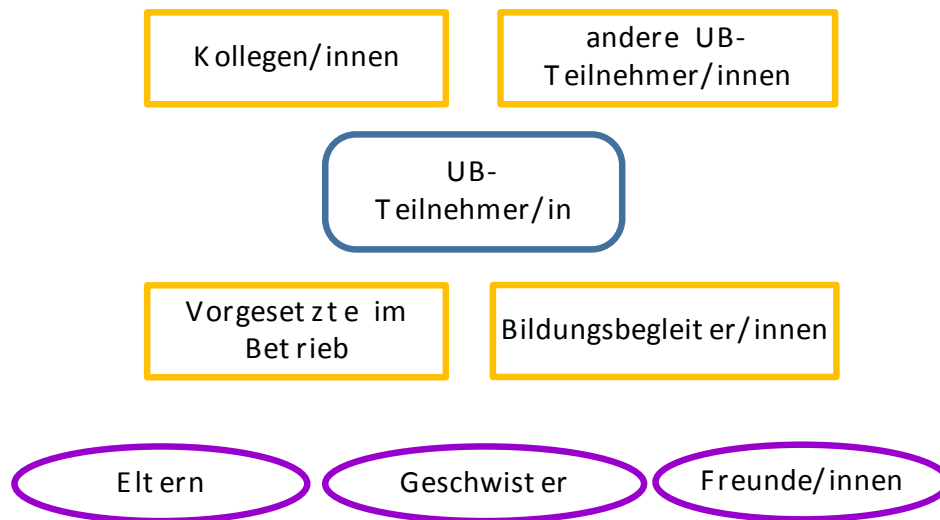 Kollegen/innen
andere UB-
Teilnehmer/innen
UB-
Teilnehmer/in
Vorgesetzte im
Betrieb
Bildungsbegleiter/innen
Eltern
Geschwister
Freunde/innen